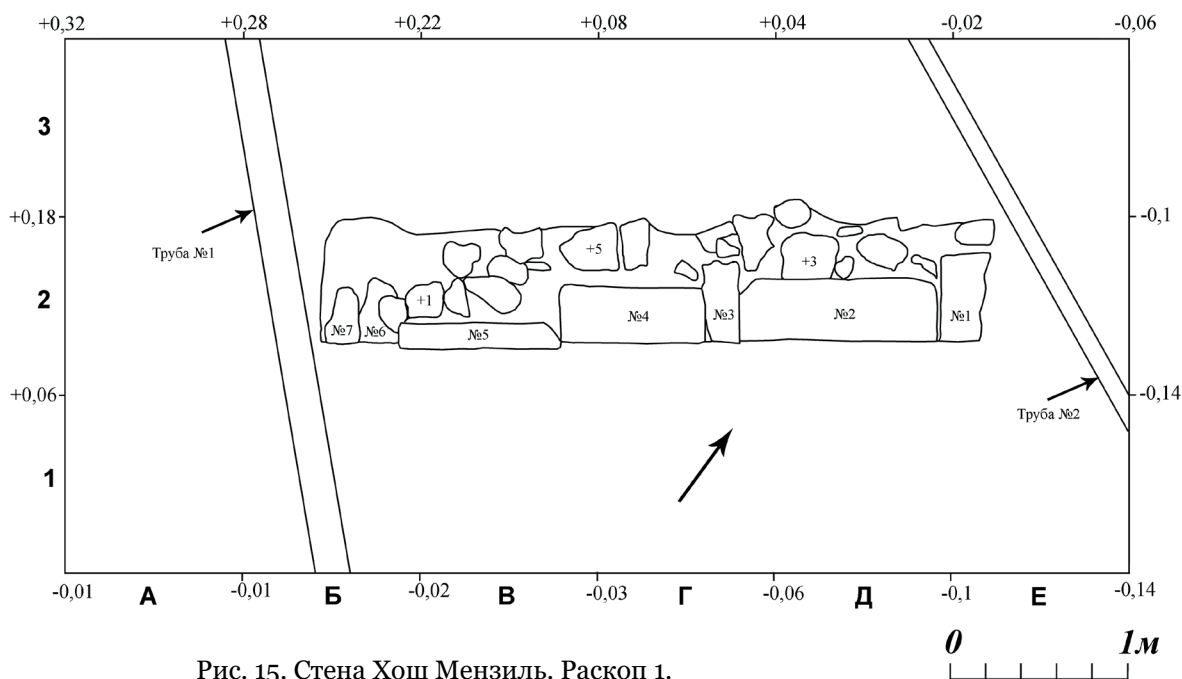 +0,32 +0,28 +0,22 +0,08 +0,04 -0,02 -0,06
3
+0,18 -0,1
Труба №1
+5
+3
2
+1
№7 №6 №5 №4 №3 №2 №1
+0,06 -0,14
Труба №2
1
-0,01 А -0,01 Б -0,02 В -0,03 Г -0,06 Д -0,1 Е -0,14
0 1м
Рис. 15. Стена Хош Мензиль. Раскоп 1.